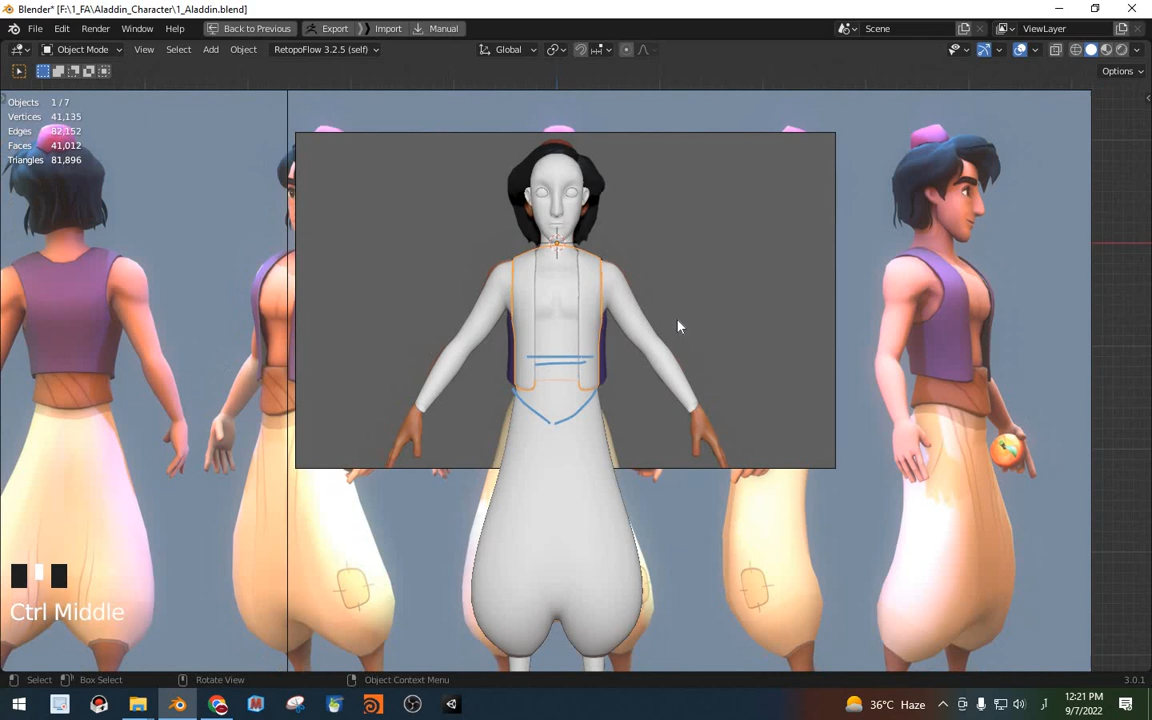 Blender* [F:\1_FA\Aladdin_Character\1_Aladdin.blend]
File Edit Render Window Help Back to Previous Export Import Manual Scene ViewLayer
Object Mode View Select Add Object RetopoFlow 3.2.5 (self) Global
Options
Objects 1 / 7
Vertices 41,135
Edges 82,152
Faces 41,012
Triangles 81,896
Ctrl Middle
Select Box Select Rotate View Object Context Menu 3.0.1
36°C Haze 12:21 PM
9/7/2022